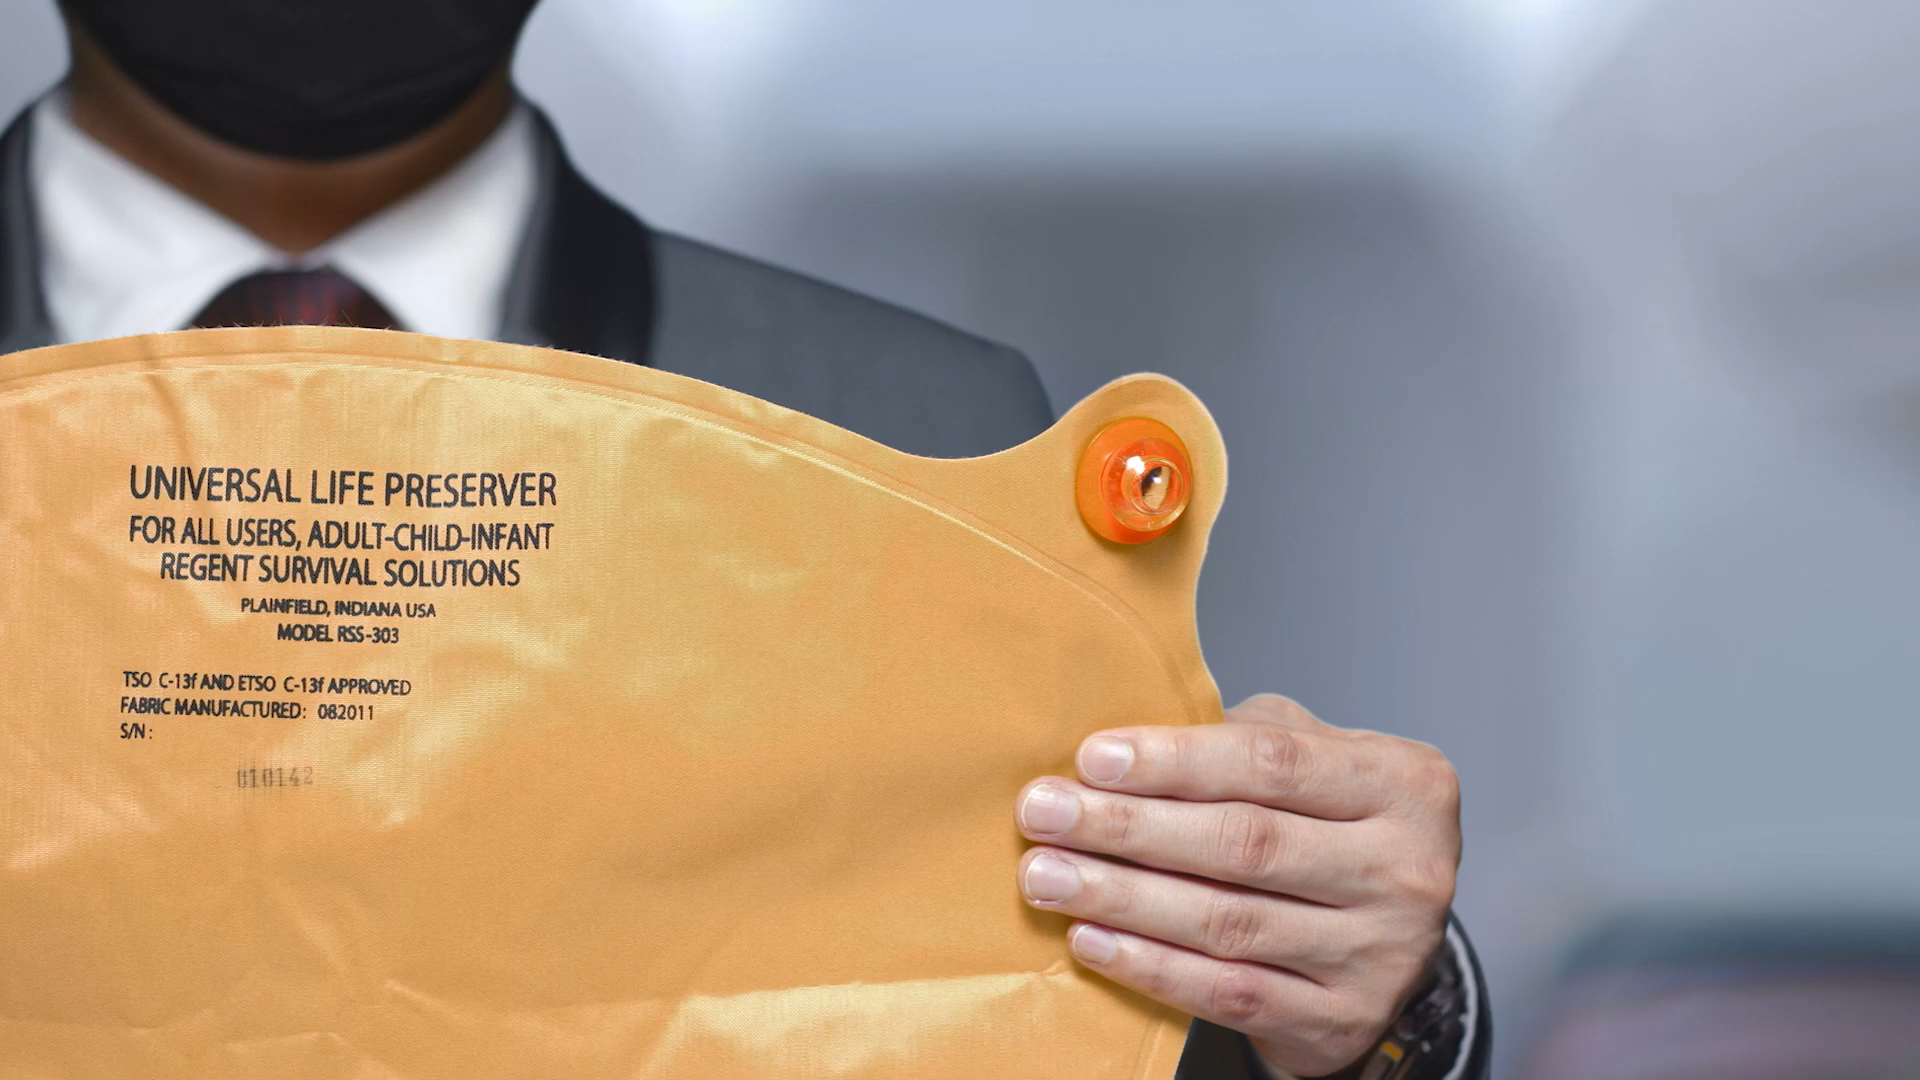 UNIVERSAL LIFE PRESERVER
FOR ALL USERS, ADULT-CHILD-INFANT
REGENT SURVIVAL SOLUTIONS
PLAINFIELD, INDIANA USA
MODEL RSS-303
TSO C-13f AND ETSO C-13f APPROVED
FABRIC MANUFACTURED: 082011
S/N :
010142